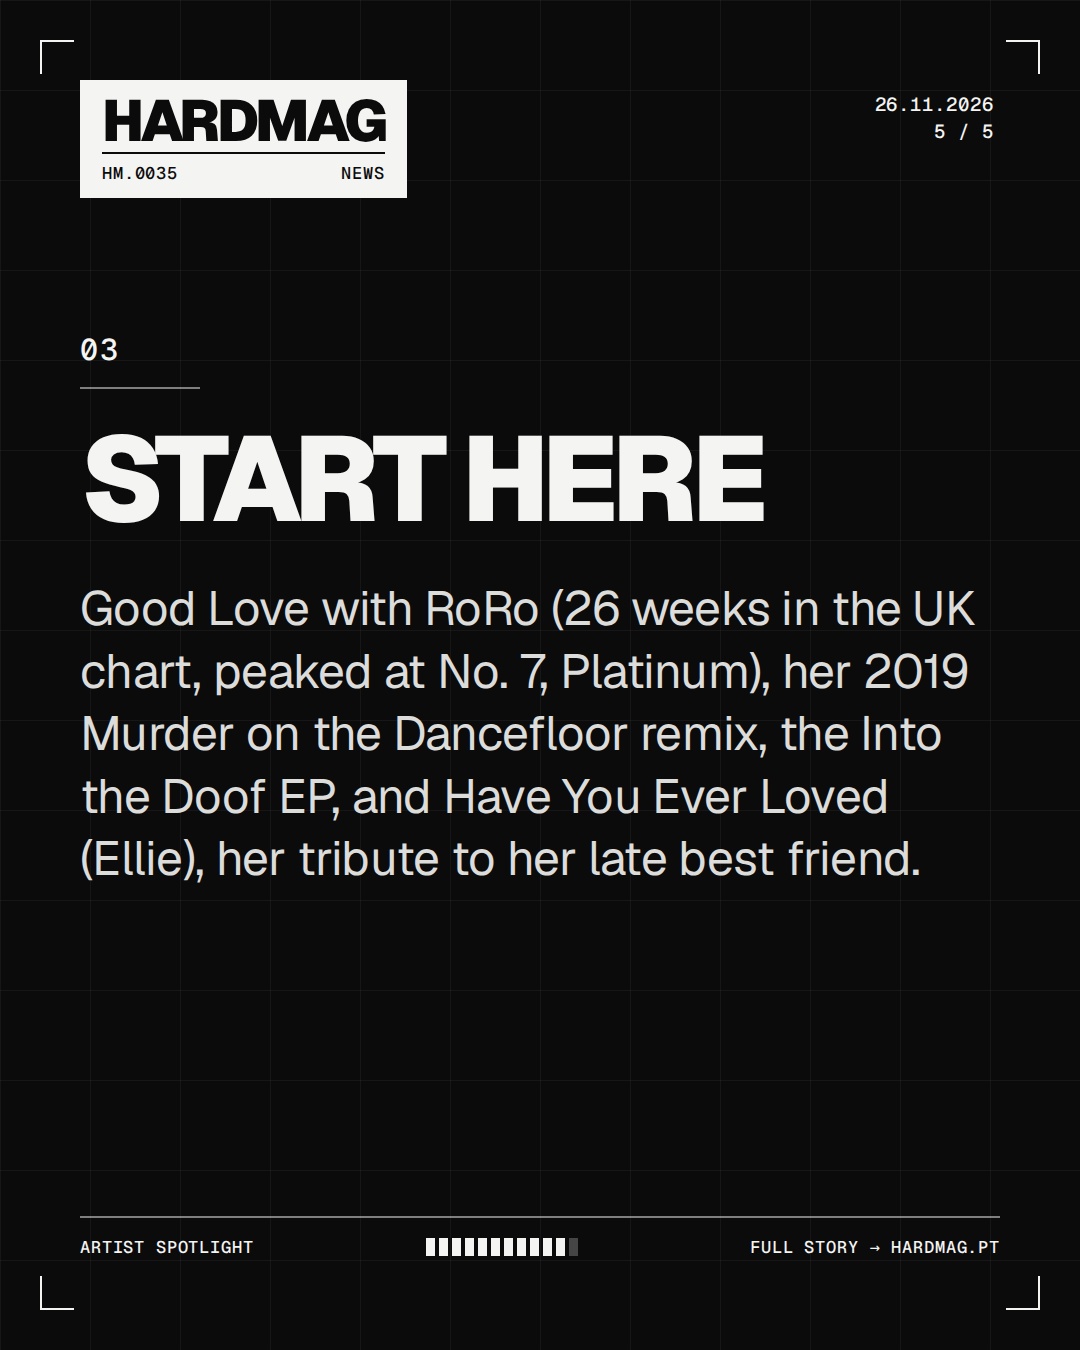 HARDMAG
HM.0035 NEWS
26.11.2026
5 / 5
03
START HERE
Good Love with RoRo (26 weeks in the UK
chart, peaked at No. 7, Platinum), her 2019
Murder on the Dancefloor remix, the Into
the Doof EP, and Have You Ever Loved
(Ellie), her tribute to her late best friend.
ARTIST SPOTLIGHT
FULL STORY → HARDMAG.PT